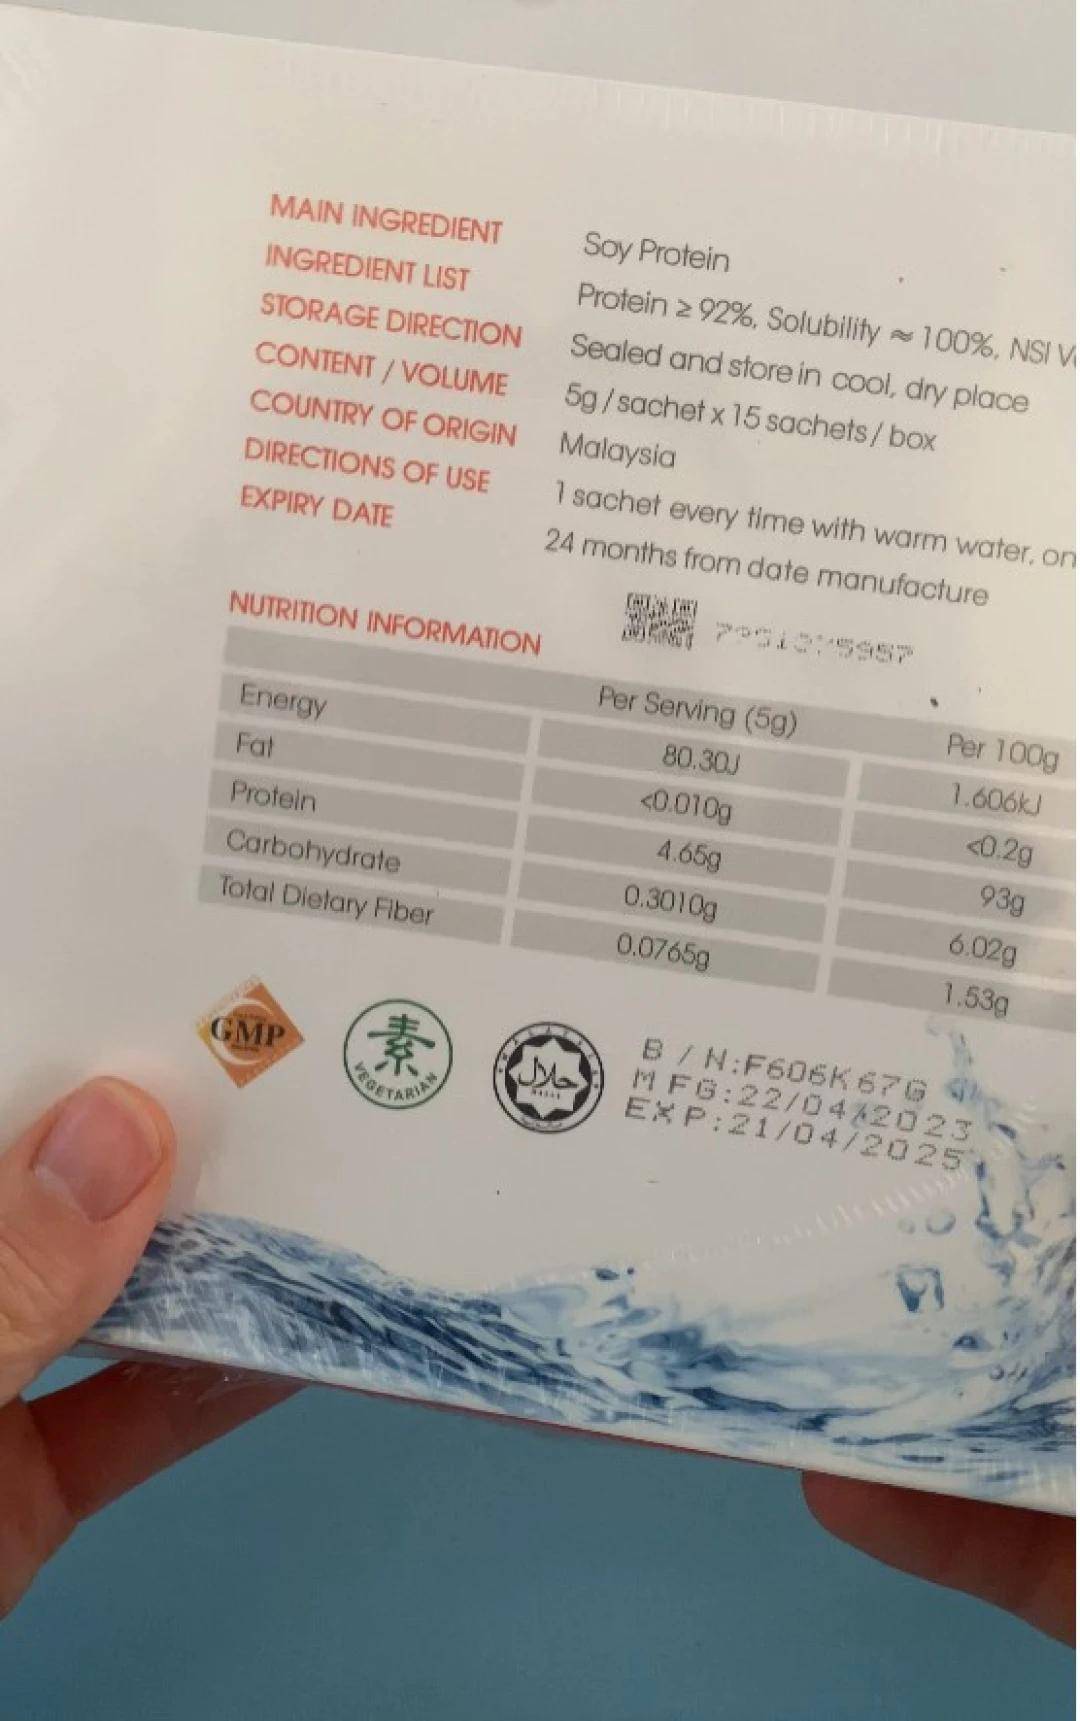 MAIN INGREDIENT Soy Protein
INGREDIENT LIST Protein ≥ 92%, Solubility ≈ 100%, NSI
STORAGE DIRECTION Sealed and store in cool, dry place
CONTENT / VOLUME 5g / sachet x 15 sachets / box
COUNTRY OF ORIGIN Malaysia
DIRECTIONS OF USE 1 sachet every time with warm water, on
EXPIRY DATE 24 months from date manufacture
NUTRITION INFORMATION
Per Serving (5g) Per 100g
Energy 80.30J 1.606kJ
Fat <0.010g <0.2g
Protein 4.65g 93g
Carbohydrate 0.3010g 6.02g
Total Dietary Fiber 0.0765g 1.53g
GMP
素
VEGETARIAN
حلال
HALAL
B / N:F606K67G
MFG:22/04/2023
EXP:21/04/2025